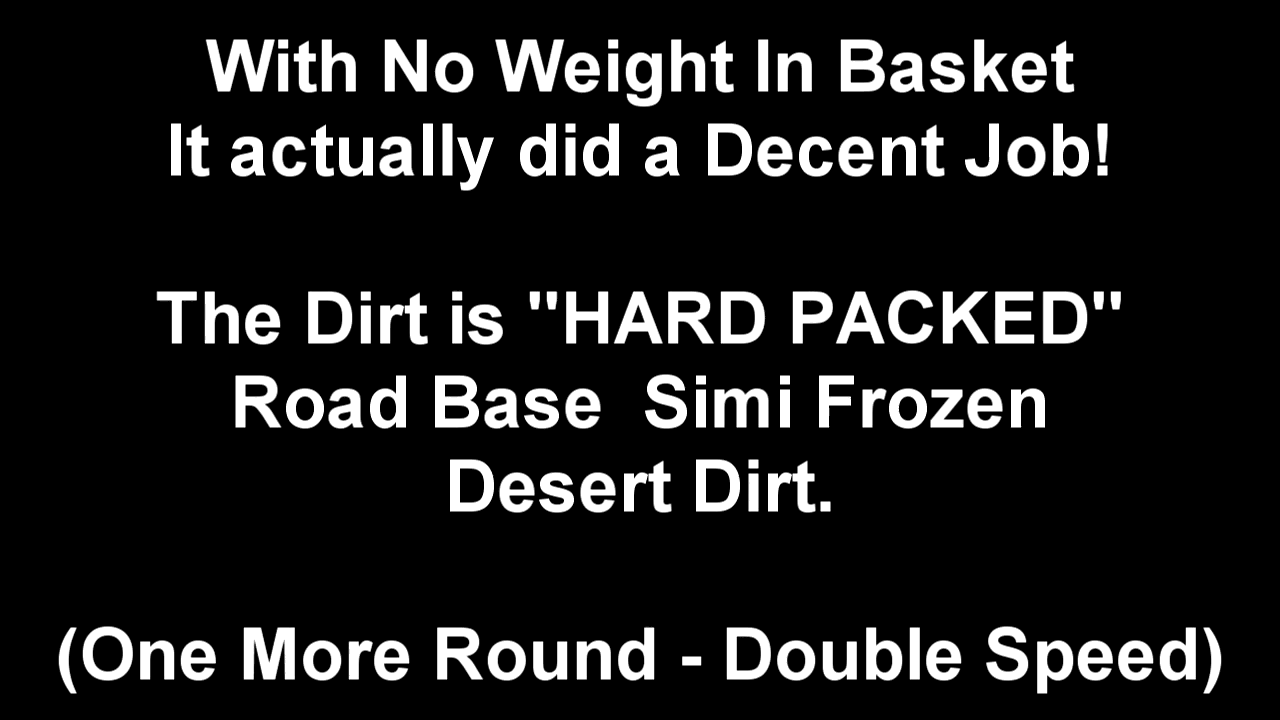 With No Weight In Basket
It actually did a Decent Job!
The Dirt is "HARD PACKED"
Road Base  Simi Frozen
Desert Dirt.
(One More Round - Double Speed)